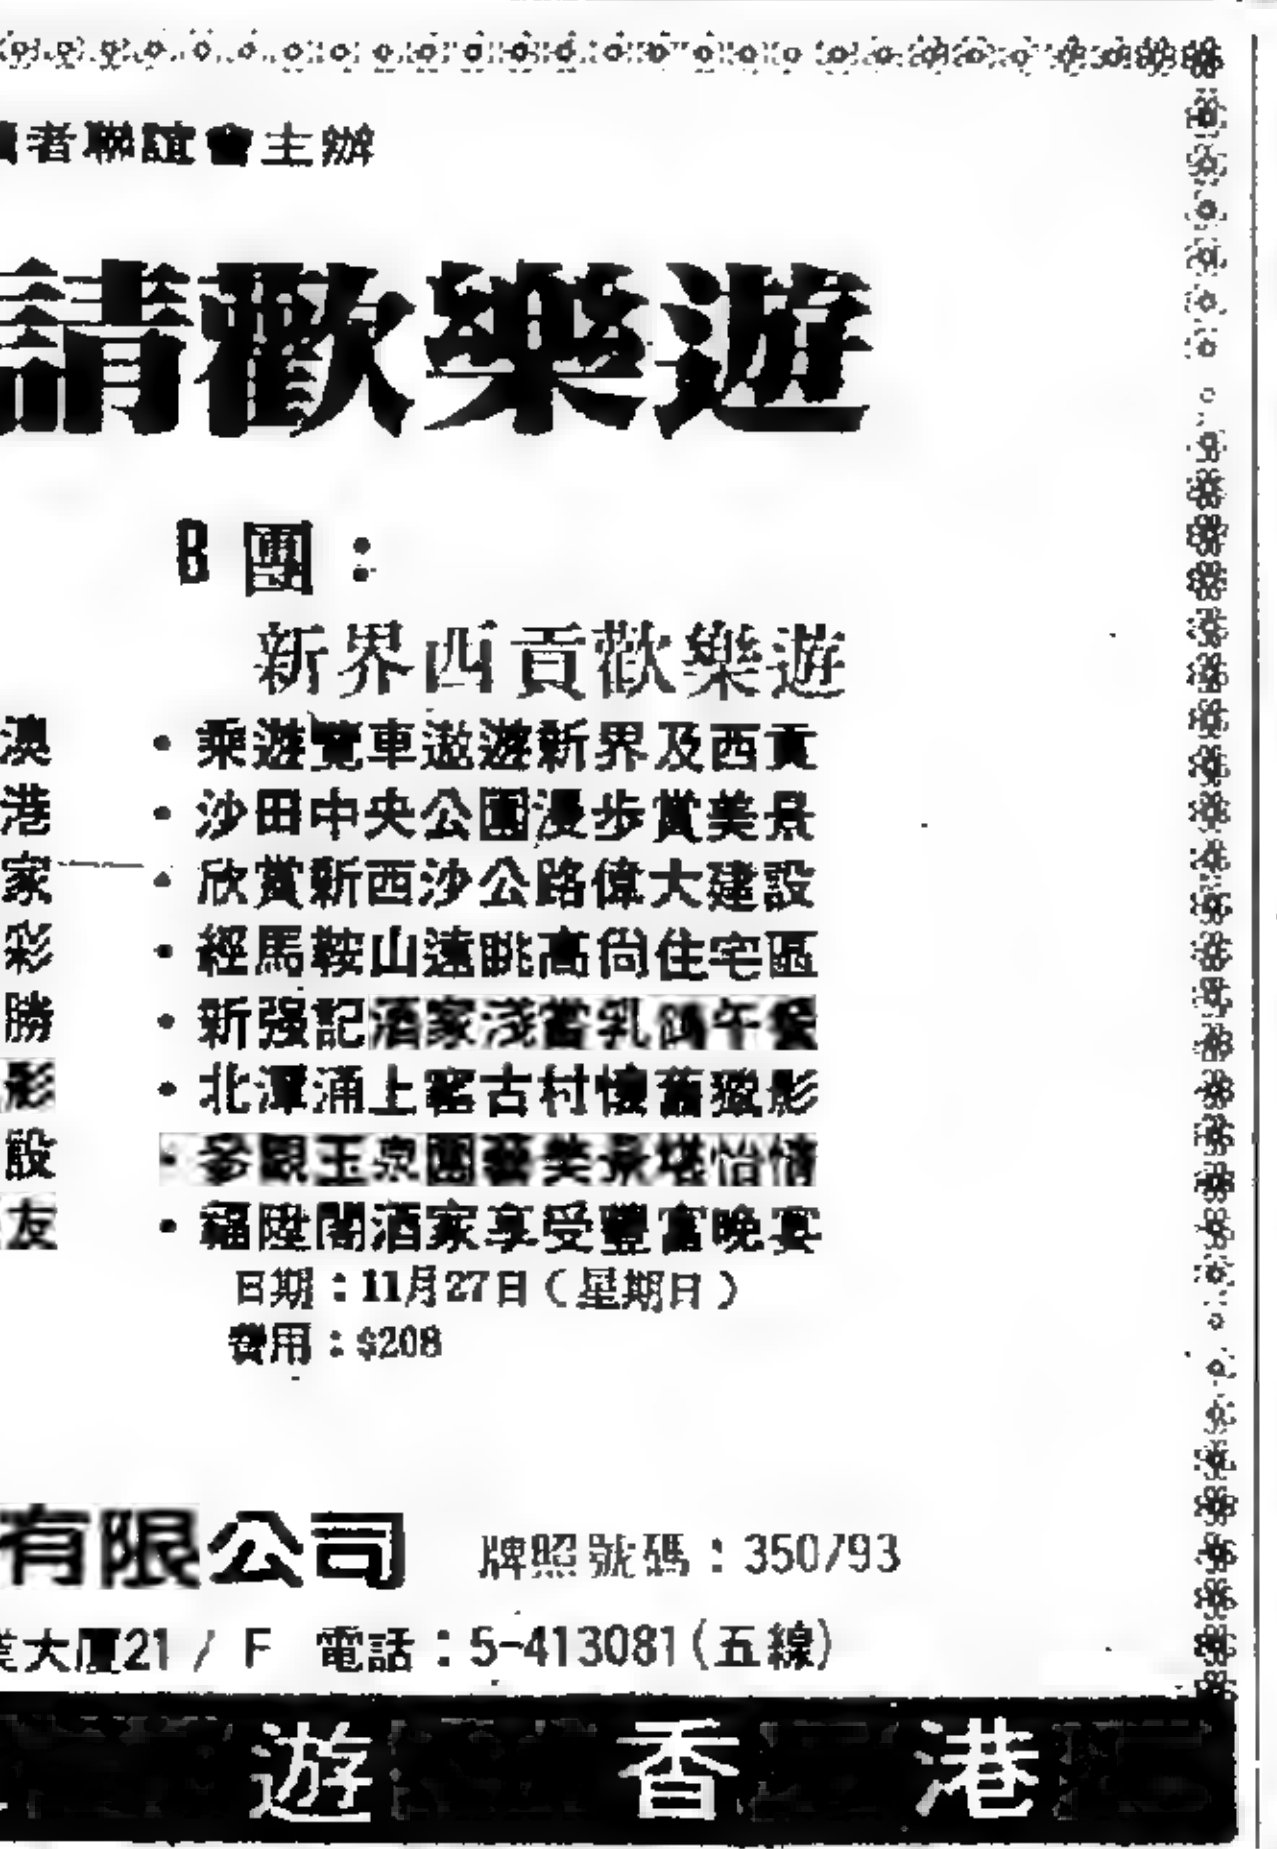 者聯誼會主辦
請歡樂遊
B團：
新界西貢歡樂遊
澳
• 乘遊覽車遨遊新界及西貢
港
• 沙田中央公園漫步賞美景
家
• 欣賞新西沙公路偉大建設
彩
• 經馬鞍山遠眺高尚住宅區
勝
• 新强記酒家淺嘗乳鴿午餐
影
• 北潭涌上窰古村懷舊獵影
設
• 參觀玉泉園藝美景堪怡情
友
• 福陞閣酒家享受豐富晚宴
日期：11月27日（星期日）
費用：$208
有限公司 牌照號碼：350793
業大厦21 / F 電話：5-413081(五線)
遊 香 港